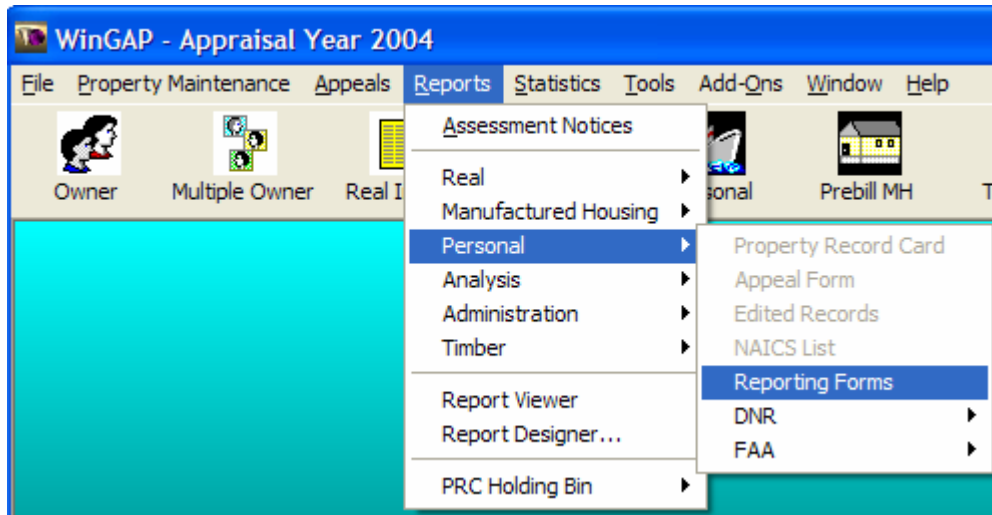 WinGAP - Appraisal Year 2004
File Property Maintenance Appeals Reports Statistics Tools Add-Ons Window Help
Owner Multiple Owner Real I sonal Prebill MH T
Assessment Notices
Real
Manufactured Housing
Personal
Analysis
Administration
Timber
Report Viewer
Report Designer...
PRC Holding Bin
Property Record Card
Appeal Form
Edited Records
NAICS List
Reporting Forms
DNR
FAA